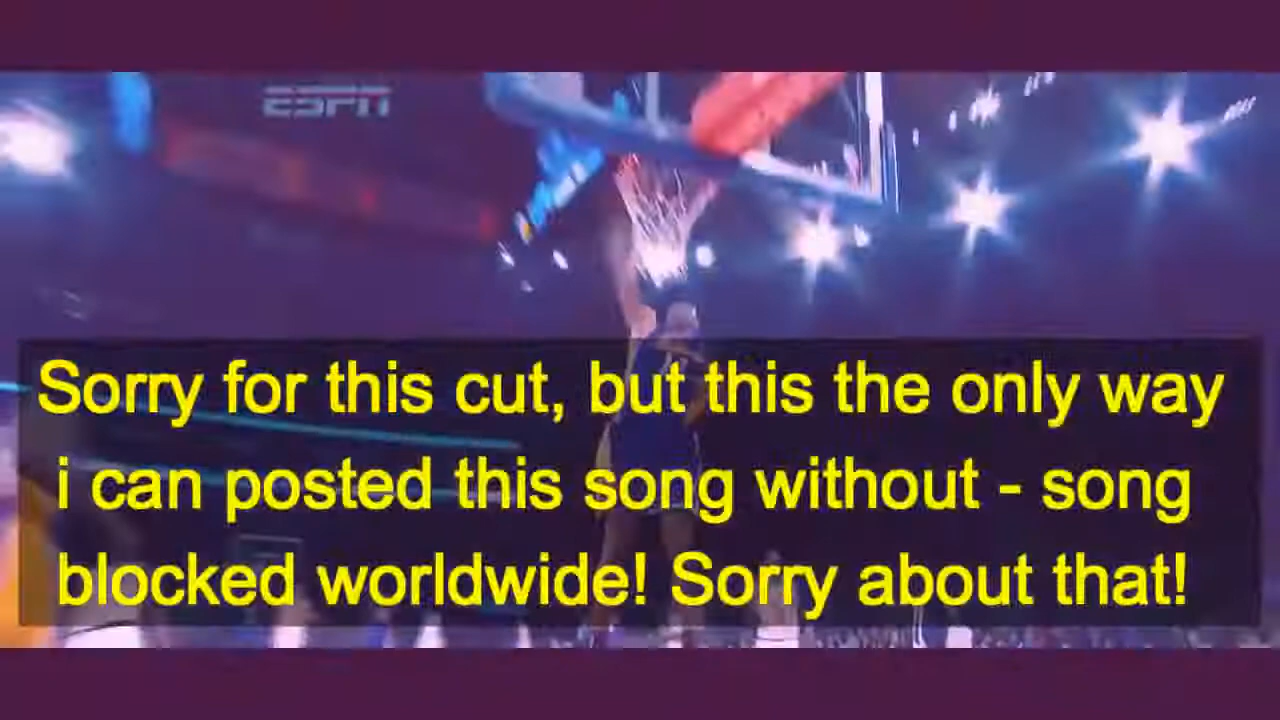 ESPN
Sorry for this cut, but this the only way
i can posted this song without - song
blocked worldwide! Sorry about that!